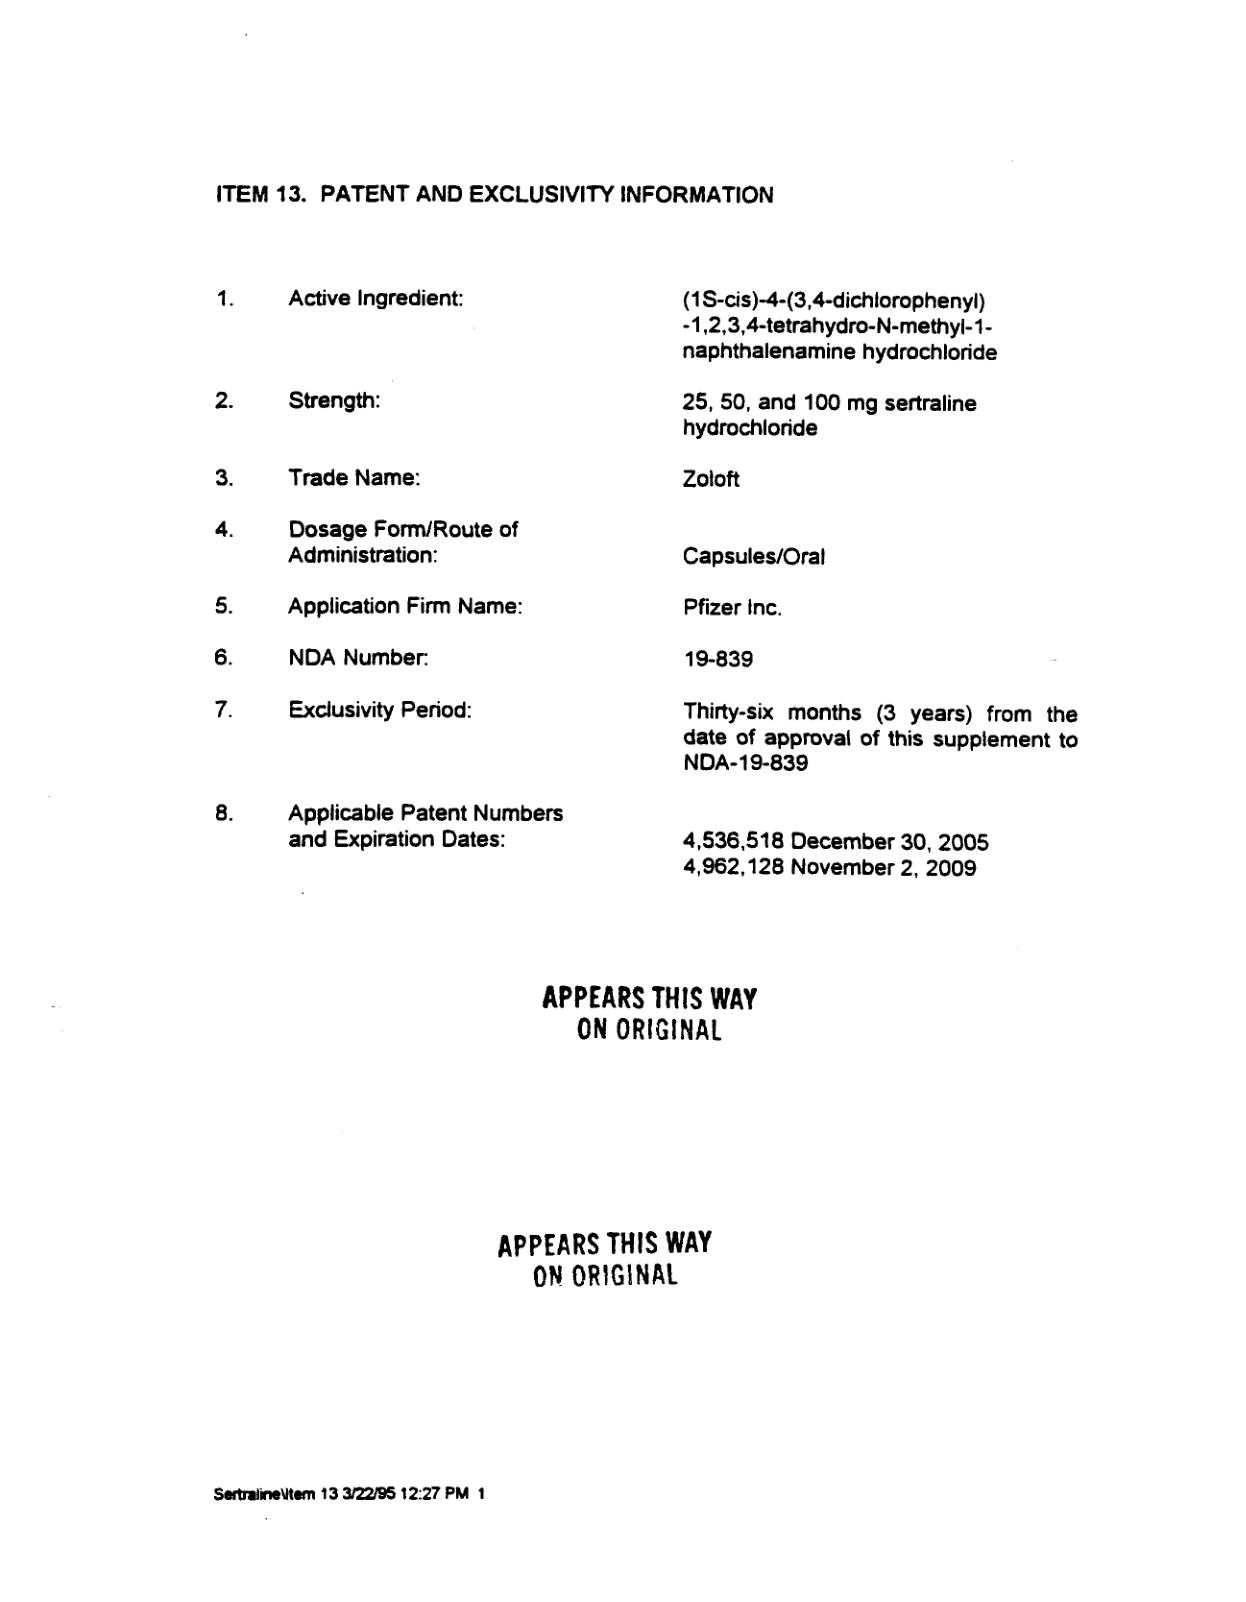 ITEM 13. PATENT AND EXCLUSIVITY INFORMATION
1. Active Ingredient: (1S-cis)-4-(3,4-dichlorophenyl)
-1,2,3,4-tetrahydro-N-methyl-1-
naphthalenamine hydrochloride
2. Strength: 25, 50, and 100 mg sertraline
hydrochloride
3. Trade Name: Zoloft
4. Dosage Form/Route of
Administration: Capsules/Oral
5. Application Firm Name: Pfizer Inc.
6. NDA Number: 19-839
7. Exclusivity Period: Thirty-six months (3 years) from the
date of approval of this supplement to
NDA-19-839
8. Applicable Patent Numbers
and Expiration Dates: 4,536,518 December 30, 2005
4,962,128 November 2, 2009
APPEARS THIS WAY
ON ORIGINAL
APPEARS THIS WAY
ON ORIGINAL
Sertraline\Item 13 3/22/95 12:27 PM 1